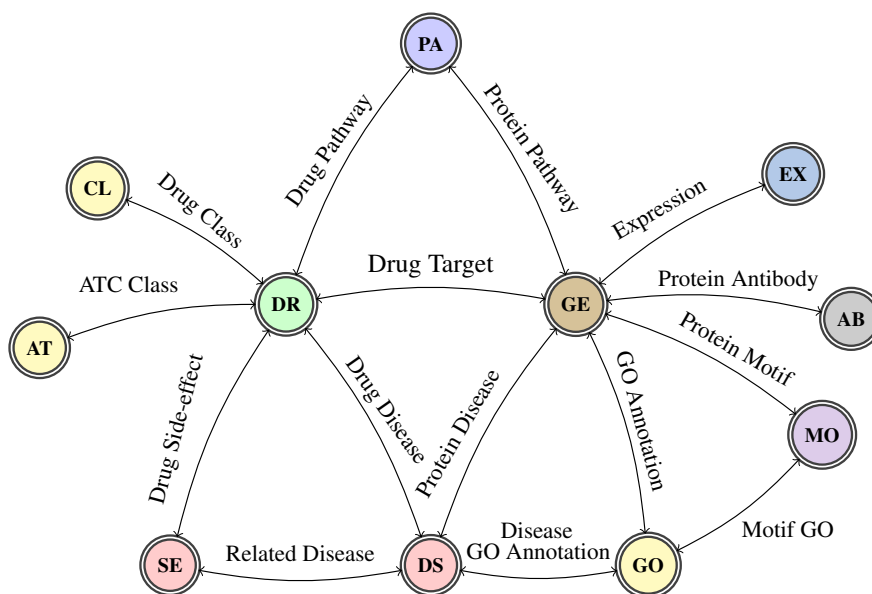 PA
Drug Pathway
Protein Pathway
CL
Drug Class
EX
Expression
ATC Class
Drug Target
Protein Antibody
DR
GE
AT
AB
Protein Motif
Drug Side-effect
Drug Disease
Protein Disease
GO Annotation
MO
Motif GO
SE
Related Disease
DS
Disease
GO Annotation
GO